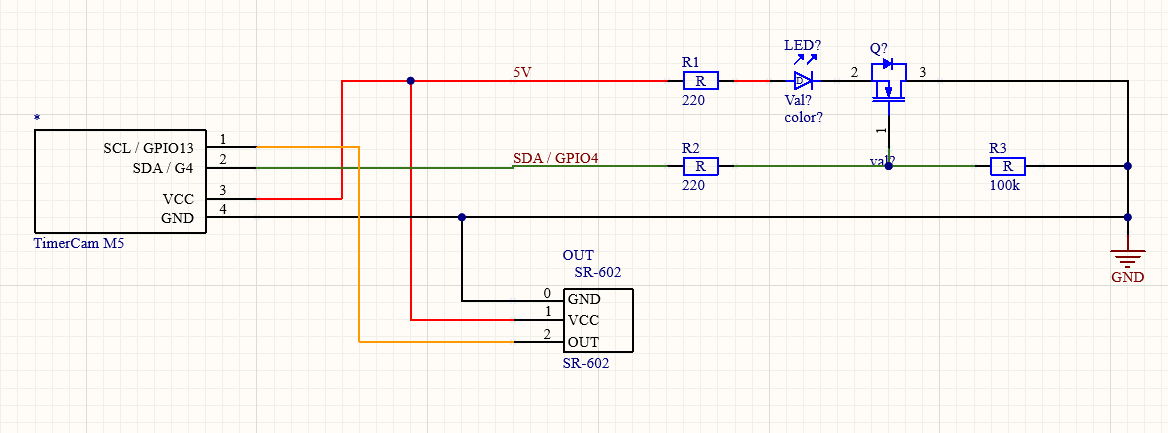 LED?
Q?
R1
5V
R
D
2
3
220
Val?
color?
*
1
SCL / GPIO13
1
SDA / G4
2
SDA / GPIO4
R2
R
220
val?
R3
R
100k
VCC
3
GND
4
TimerCam M5
OUT
SR-602
GND
0
GND
1
VCC
2
OUT
SR-602